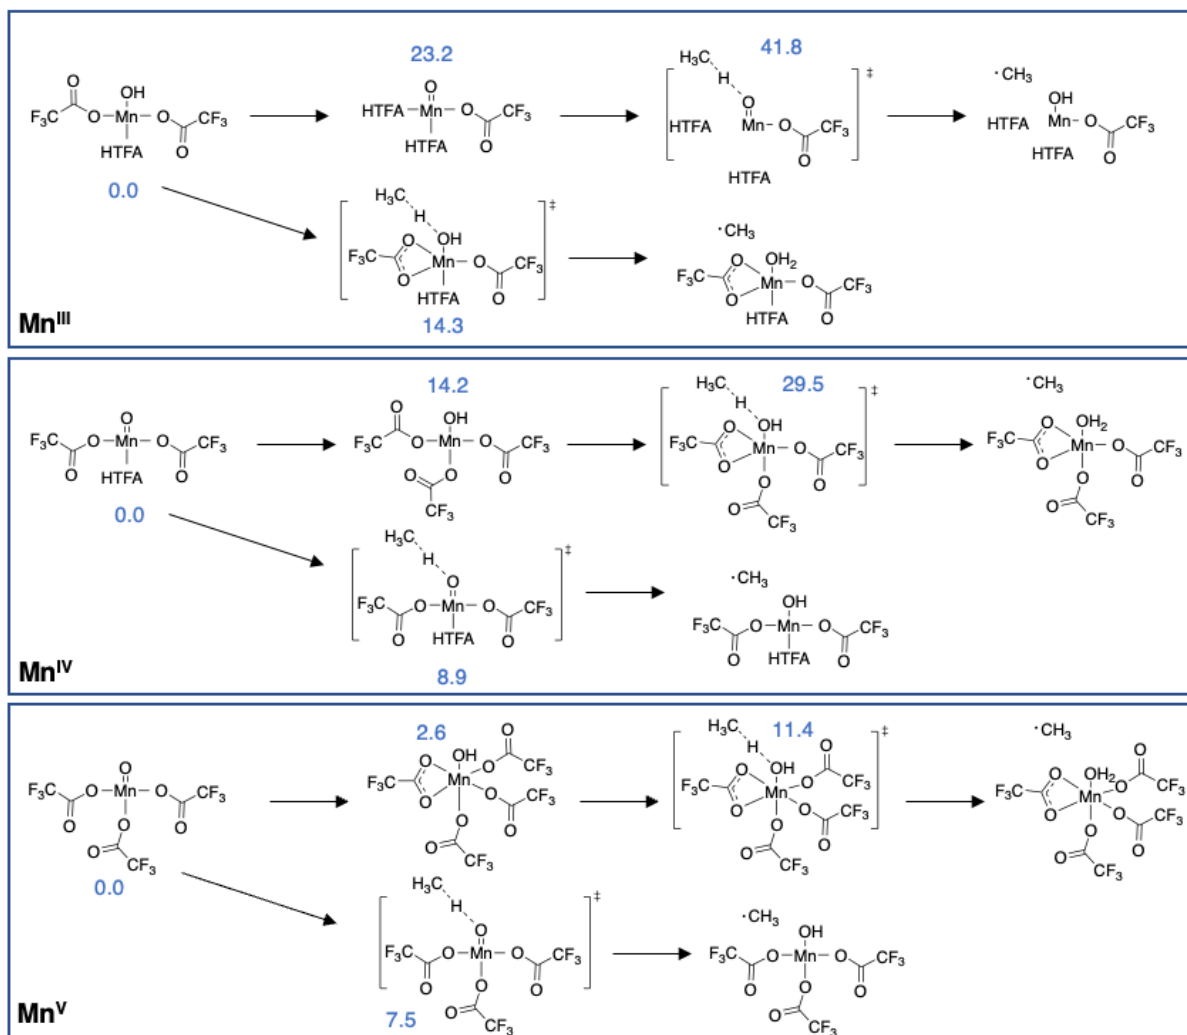 23.2
41.8
H₃C
H
‡
·CH₃
O
OH
F₃C
O
Mn
O
CF₃
O
HTFA
0.0
O
HTFA
Mn
O
CF₃
O
HTFA
O
HTFA
Mn
O
CF₃
O
HTFA
OH
HTFA
Mn
O
CF₃
O
HTFA
H₃C
H
‡
OH
F₃C
O
O
Mn
O
CF₃
O
HTFA
14.3
·CH₃
OH₂
F₃C
O
O
Mn
O
CF₃
O
HTFA
Mnᴵᴵᴵ
14.2
29.5
H₃C
H
‡
·CH₃
O
F₃C
O
O
Mn
O
CF₃
O
HTFA
0.0
O
OH
F₃C
O
Mn
O
CF₃
O
O
O
CF₃
OH
F₃C
O
O
Mn
O
CF₃
O
O
O
CF₃
OH₂
F₃C
O
O
Mn
O
CF₃
O
O
O
CF₃
H₃C
H
‡
O
F₃C
O
O
Mn
O
CF₃
O
HTFA
8.9
·CH₃
OH
F₃C
O
O
Mn
O
CF₃
O
HTFA
Mnᴵⱽ
2.6
11.4
H₃C
H
‡
·CH₃
O
F₃C
O
O
Mn
O
CF₃
O
O
O
CF₃
0.0
OH
O
O
CF₃
F₃C
O
O
Mn
O
CF₃
O
O
O
CF₃
OH
O
O
CF₃
F₃C
O
O
Mn
O
CF₃
O
O
O
CF₃
OH₂
O
O
CF₃
F₃C
O
O
Mn
O
CF₃
O
O
O
CF₃
H₃C
H
‡
O
F₃C
O
O
Mn
O
CF₃
O
O
O
CF₃
7.5
·CH₃
OH
F₃C
O
O
Mn
O
CF₃
O
O
O
CF₃
Mnⱽ